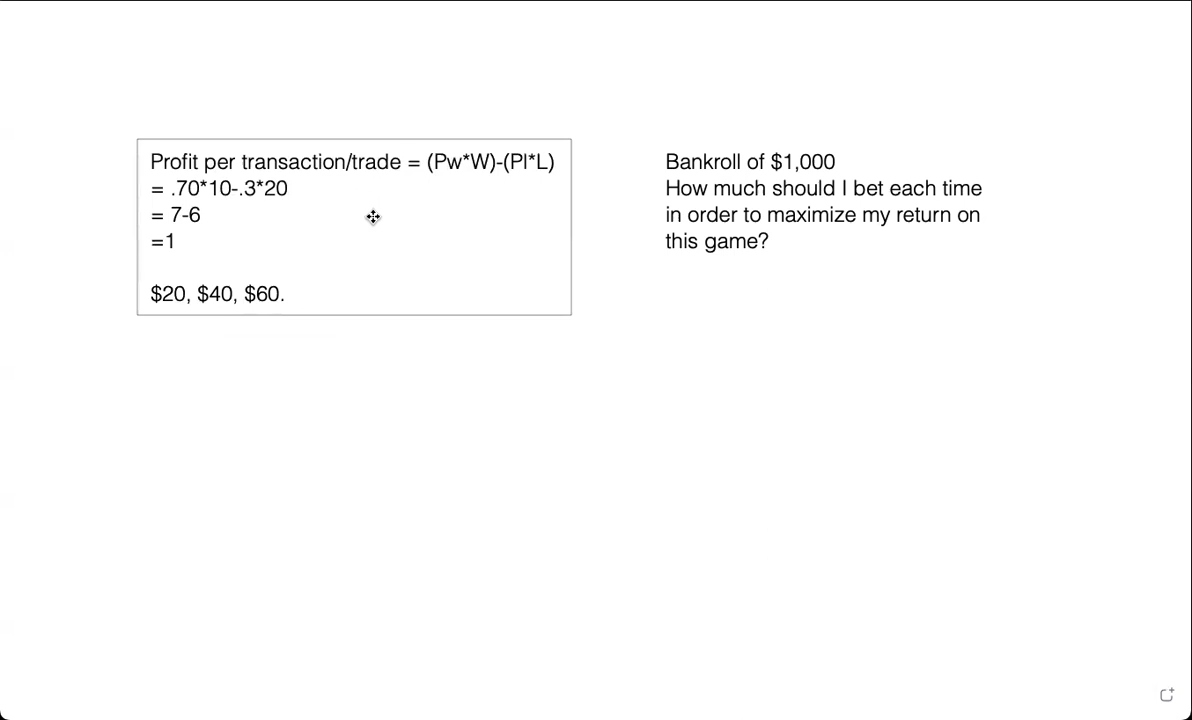 Profit per transaction/trade = (Pw*W)-(Pl*L)
= .70*10-.3*20
= 7-6
=1
$20, $40, $60.
Bankroll of $1,000
How much should I bet each time
in order to maximize my return on
this game?